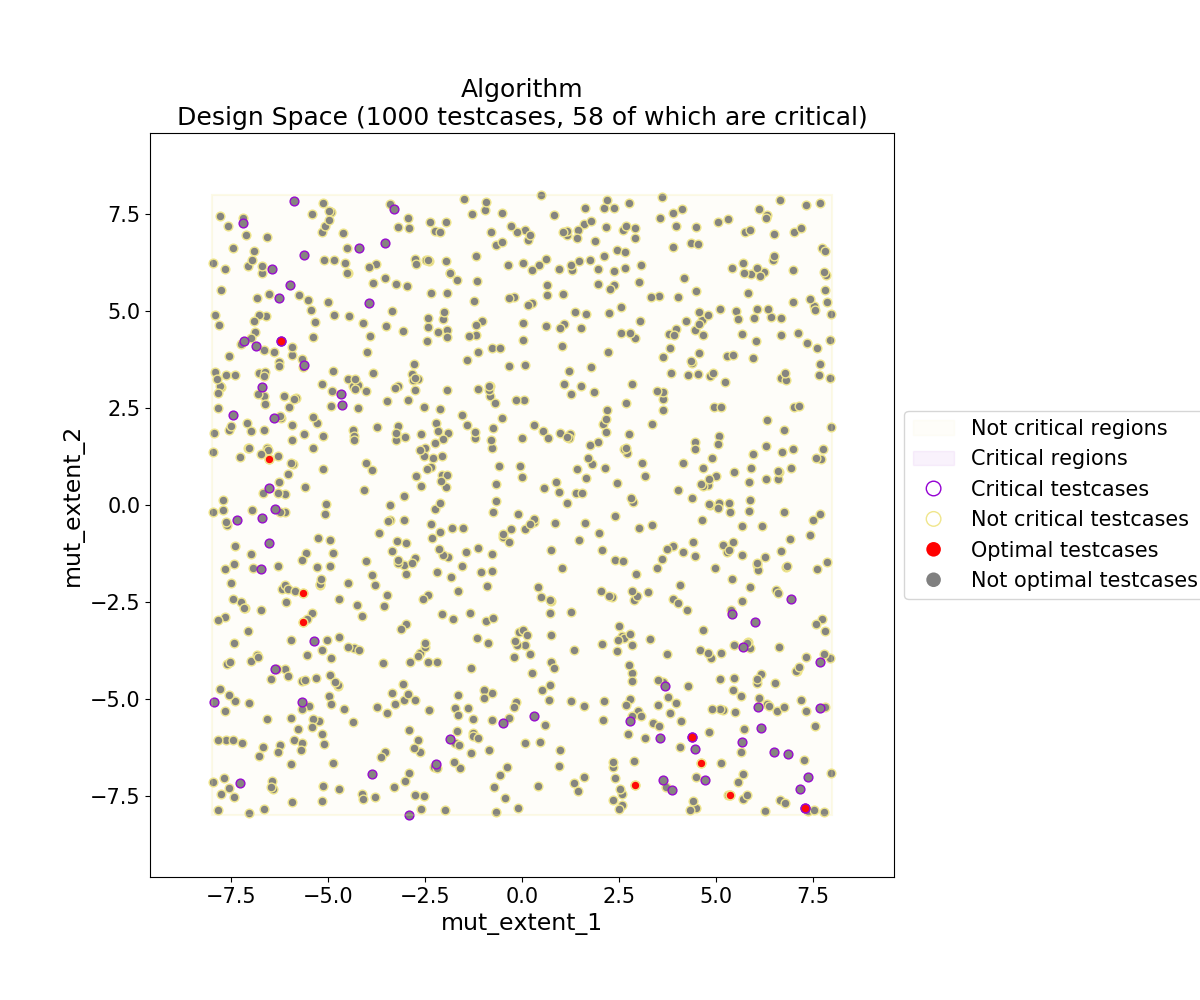 Algorithm
Design Space (1000 testcases, 58 of which are critical)
7.5
5.0
2.5
0.0
−2.5
−5.0
−7.5
mut_extent_2
−7.5
−5.0
−2.5
0.0
2.5
5.0
7.5
mut_extent_1
Not critical regions
Critical regions
Critical testcases
Not critical testcases
Optimal testcases
Not optimal testcases